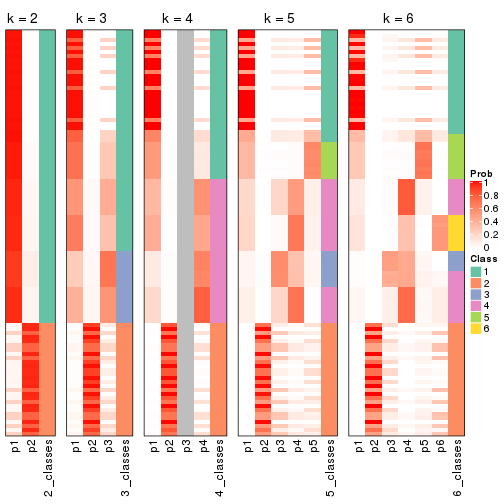 k = 2
k = 3
k = 4
k = 5
k = 6
p1
p2
2_classes
p1
p2
p3
3_classes
p1
p2
p3
p4
4_classes
p1
p2
p3
p4
p5
5_classes
p1
p2
p3
p4
p5
p6
6_classes
Prob
1
0.8
0.6
0.4
0.2
0
Class
1
2
3
4
5
6